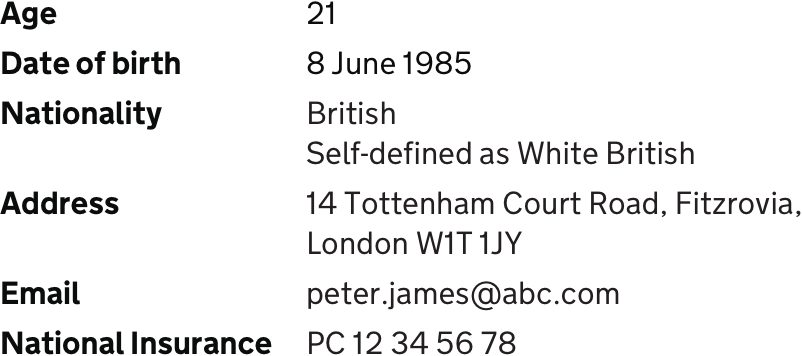 Age 21
Date of birth 8 June 1985
Nationality British
Self-defined as White British
Address 14 Tottenham Court Road, Fitzrovia,
London W1T 1JY
Email peter.james@abc.com
National Insurance PC 12 34 56 78